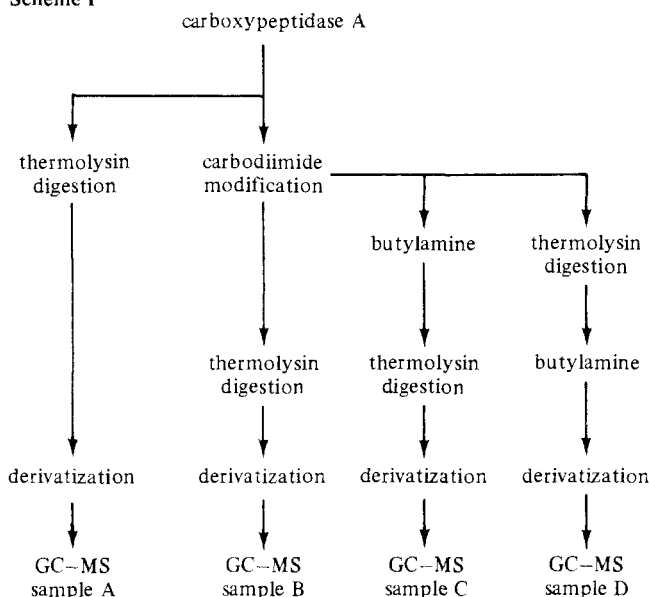 Scheme I
carboxypeptidase A
thermolysin
digestion
carbodiimide
modification
butylamine
thermolysin
digestion
thermolysin
digestion
thermolysin
digestion
butylamine
derivatization
derivatization
derivatization
derivatization
GC–MS
sample A
GC–MS
sample B
GC–MS
sample C
GC–MS
sample D